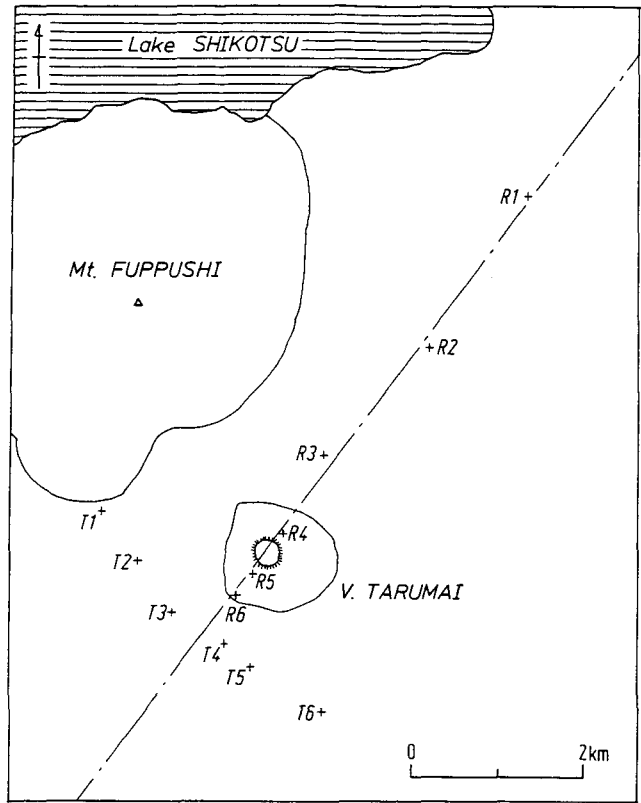 Lake SHIKOTSU
R1
Mt. FUPPUSHI
R2
R3
T1
R4
T2
R5
V. TARUMAI
T3
R6
T4
T5
T6
0 2km